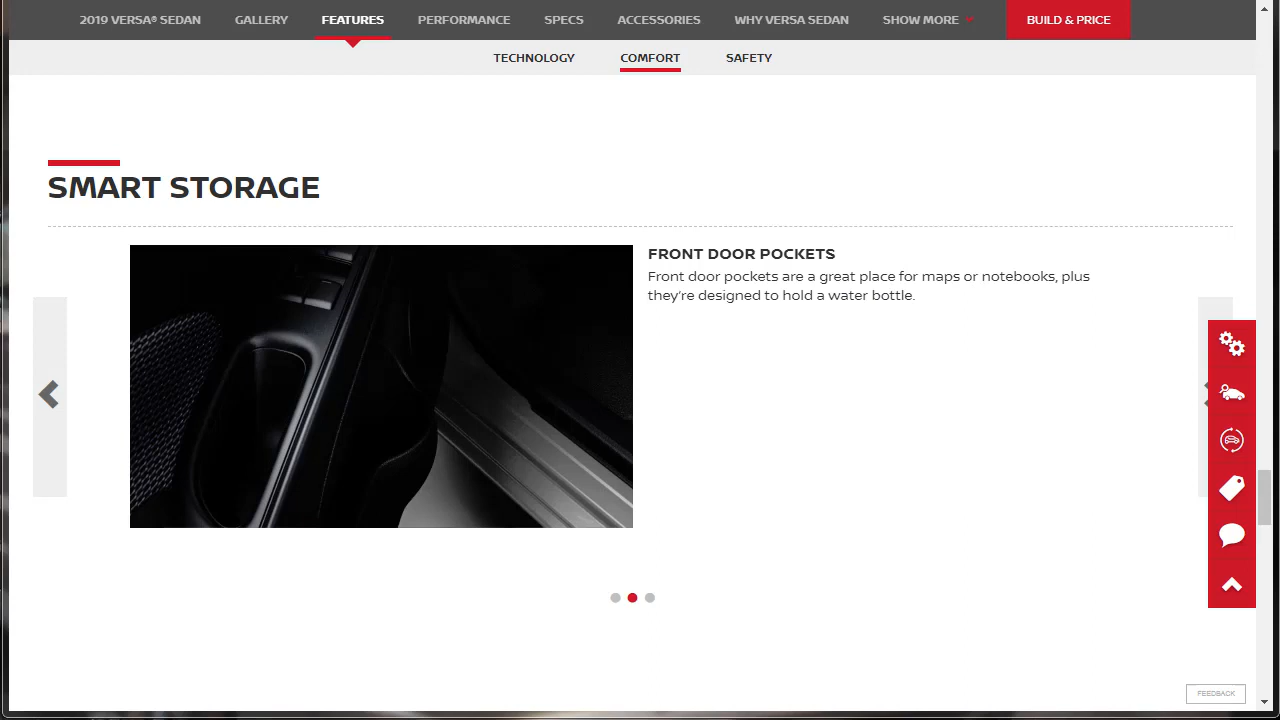 2019 VERSA® SEDAN GALLERY FEATURES PERFORMANCE SPECS ACCESSORIES WHY VERSA SEDAN SHOW MORE BUILD & PRICE
TECHNOLOGY COMFORT SAFETY
SMART STORAGE
FRONT DOOR POCKETS
Front door pockets are a great place for maps or notebooks, plus
they're designed to hold a water bottle.
FEEDBACK